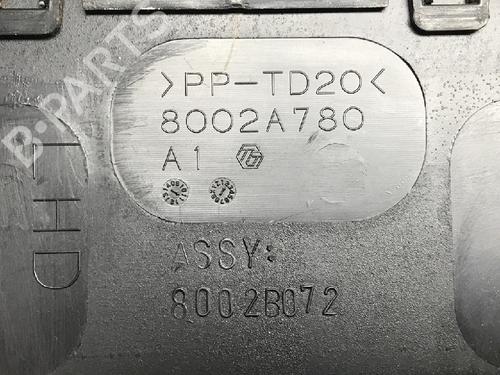 >PP-TD20<
8002A780
A1
LHD
ASSY:
8002B072
B-PARTS